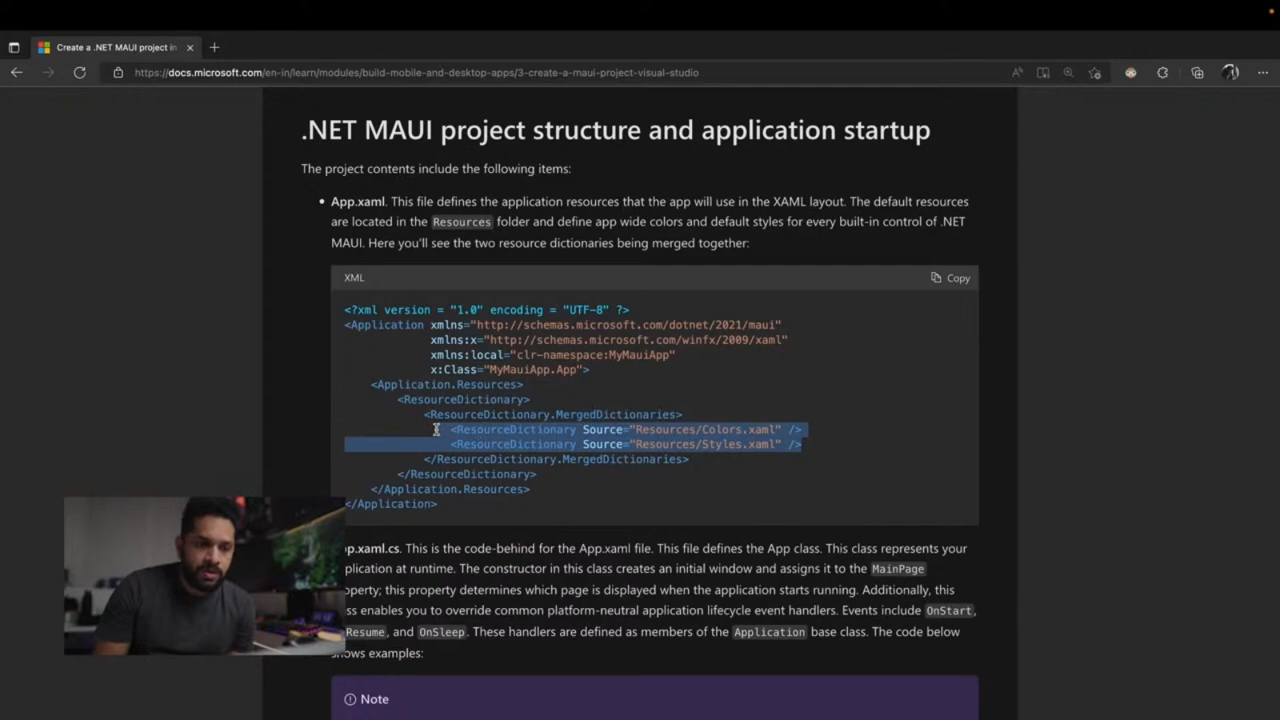 Create a .NET MAUI project in
https://docs.microsoft.com/en-in/learn/modules/build-mobile-and-desktop-apps/3-create-a-maui-project-visual-studio
.NET MAUI project structure and application startup
The project contents include the following items:
• App.xaml. This file defines the application resources that the app will use in the XAML layout. The default resources
are located in the Resources folder and define app wide colors and default styles for every built-in control of .NET
MAUI. Here you'll see the two resource dictionaries being merged together:
XML
Copy
<?xml version = "1.0" encoding = "UTF-8" ?>
<Application xmlns="http://schemas.microsoft.com/dotnet/2021/maui"
xmlns:x="http://schemas.microsoft.com/winfx/2009/xaml"
xmlns:local="clr-namespace:MyMauiApp"
x:Class="MyMauiApp.App">
<Application.Resources>
<ResourceDictionary>
<ResourceDictionary.MergedDictionaries>
<ResourceDictionary Source="Resources/Colors.xaml" />
<ResourceDictionary Source="Resources/Styles.xaml" />
</ResourceDictionary.MergedDictionaries>
</ResourceDictionary>
</Application.Resources>
</Application>
pp.xaml.cs. This is the code-behind for the App.xaml file. This file defines the App class. This class represents your
pplication at runtime. The constructor in this class creates an initial window and assigns it to the MainPage
operty; this property determines which page is displayed when the application starts running. Additionally, this
ss enables you to override common platform-neutral application lifecycle event handlers. Events include OnStart,
Resume, and OnSleep. These handlers are defined as members of the Application base class. The code below
hows examples:
Note